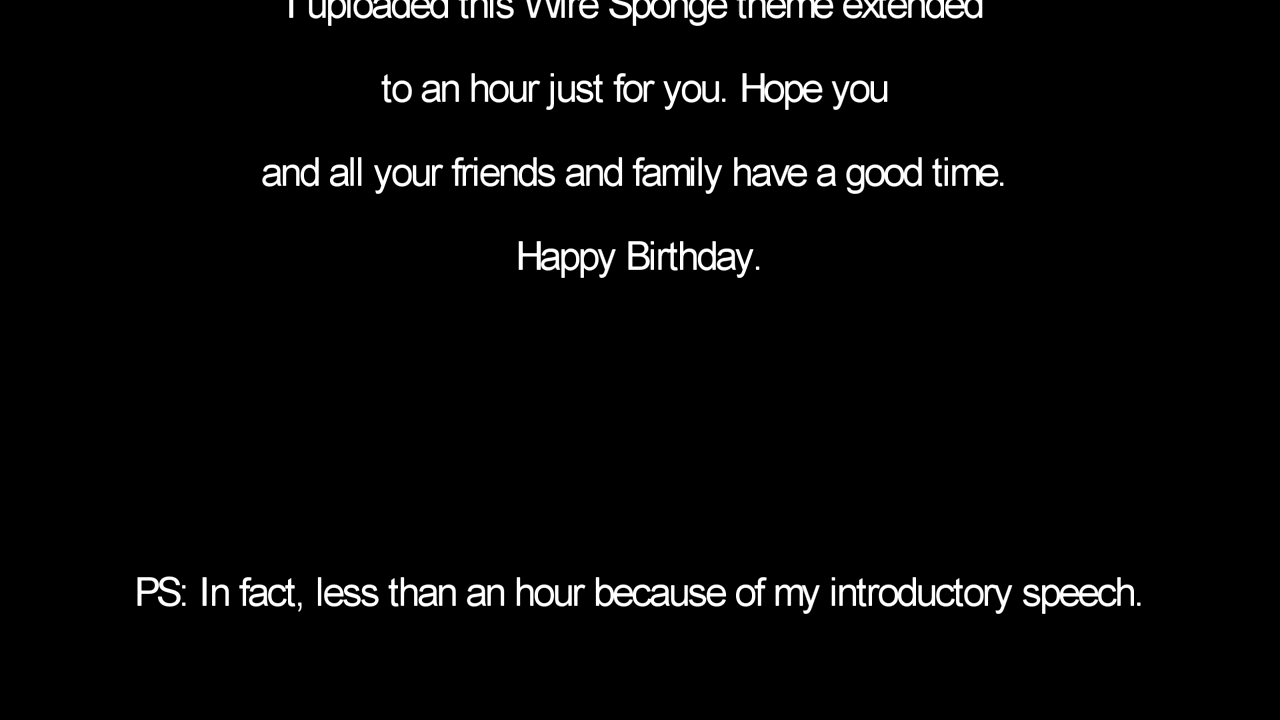 I uploaded this Wire Sponge theme extended
to an hour just for you. Hope you
and all your friends and family have a good time.
Happy Birthday.
PS: In fact, less than an hour because of my introductory speech.